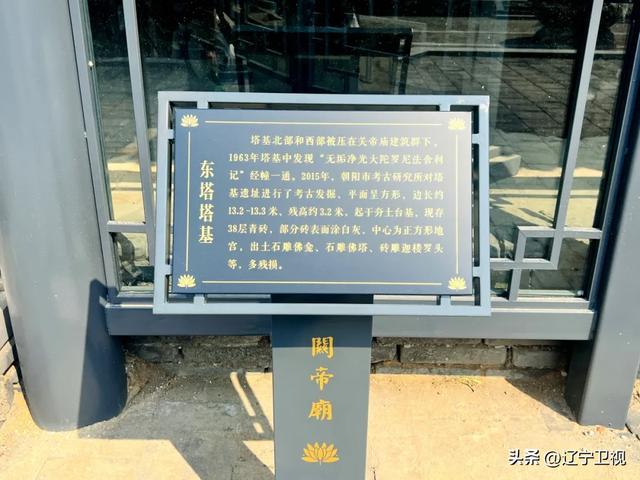 东塔塔基
塔基北部和西部被压在关帝庙建筑群下，
1963年塔基中发现“无垢净光大陀罗尼法舍利
记”经幢一通。2015年，朝阳市考古研究所对塔
基遗址进行了考古发掘，平面呈方形，边长约
13.2-13.3米，残高约3.2米，起于夯土台基，现存
38层青砖，部分砖表面涂白灰，中心为正方形地
宫，出土石雕佛龛、石雕佛塔、砖雕迦楼罗头
等，多残损。
關帝廟
头条 @辽宁卫视